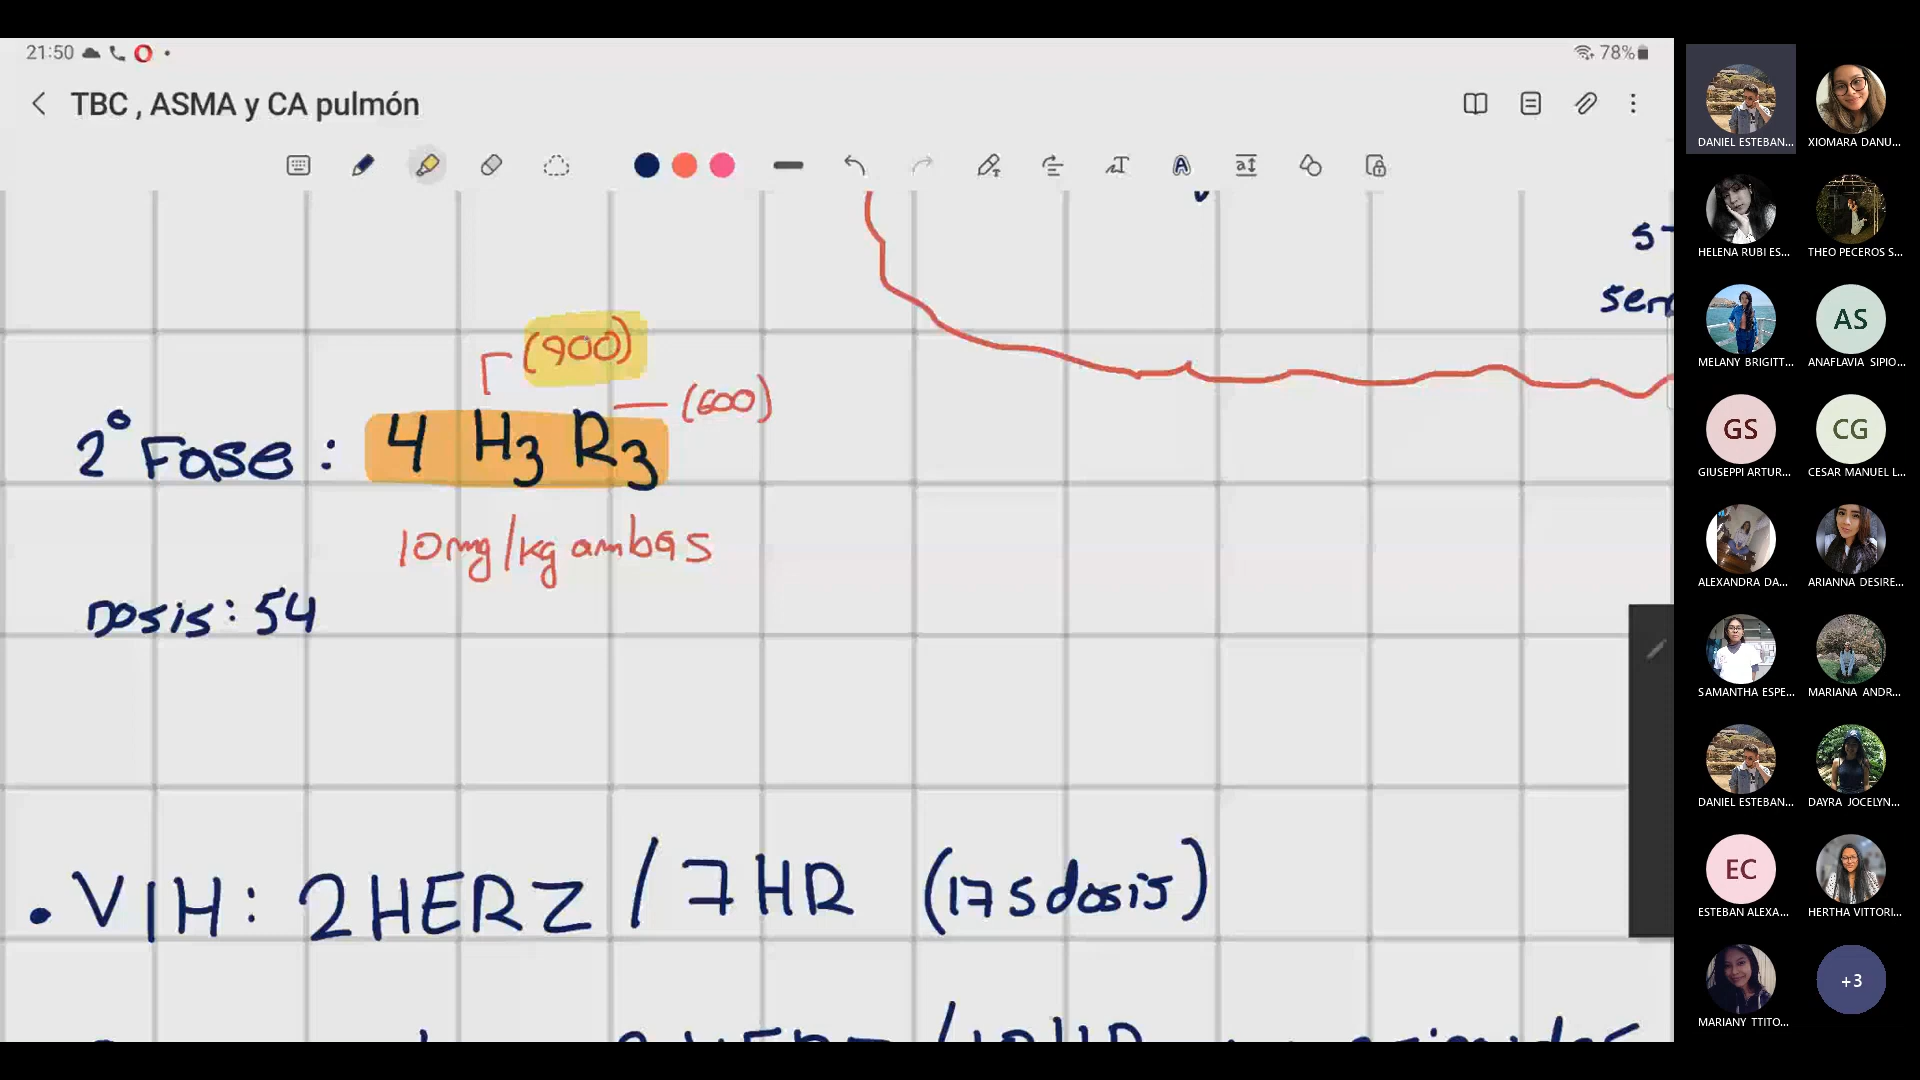 21:50
78%
TBC , ASMA y CA pulmón
(900)
(600)
2° Fase : 4 H3 R3
10mg/kg ambas
Dosis: 54
• VIH: 2HERZ / 7HR (175dosis)
DANIEL ESTEBAN...
XIOMARA DANU...
HELENA RUBI ES...
THEO PECEROS S...
MELANY BRIGITT...
AS
ANAFLAVIA SIPIO...
GS
GIUSEPPI ARTUR...
CG
CESAR MANUEL L...
ALEXANDRA DA...
ARIANNA DESIRE...
SAMANTHA ESPE...
MARIANA ANDR...
DANIEL ESTEBAN...
DAYRA JOCELYN...
EC
ESTEBAN ALEXA...
HERTHA VITTORI...
MARIANY TTITO...
+3